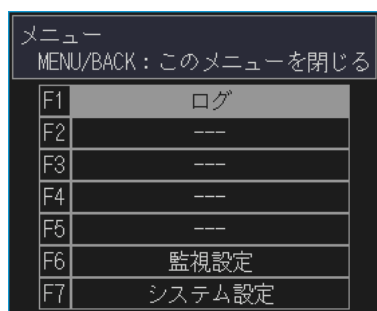 メニュー
MENU/BACK：このメニューを閉じる
F1 ログ
F2 ---
F3 ---
F4 ---
F5 ---
F6 監視設定
F7 システム設定